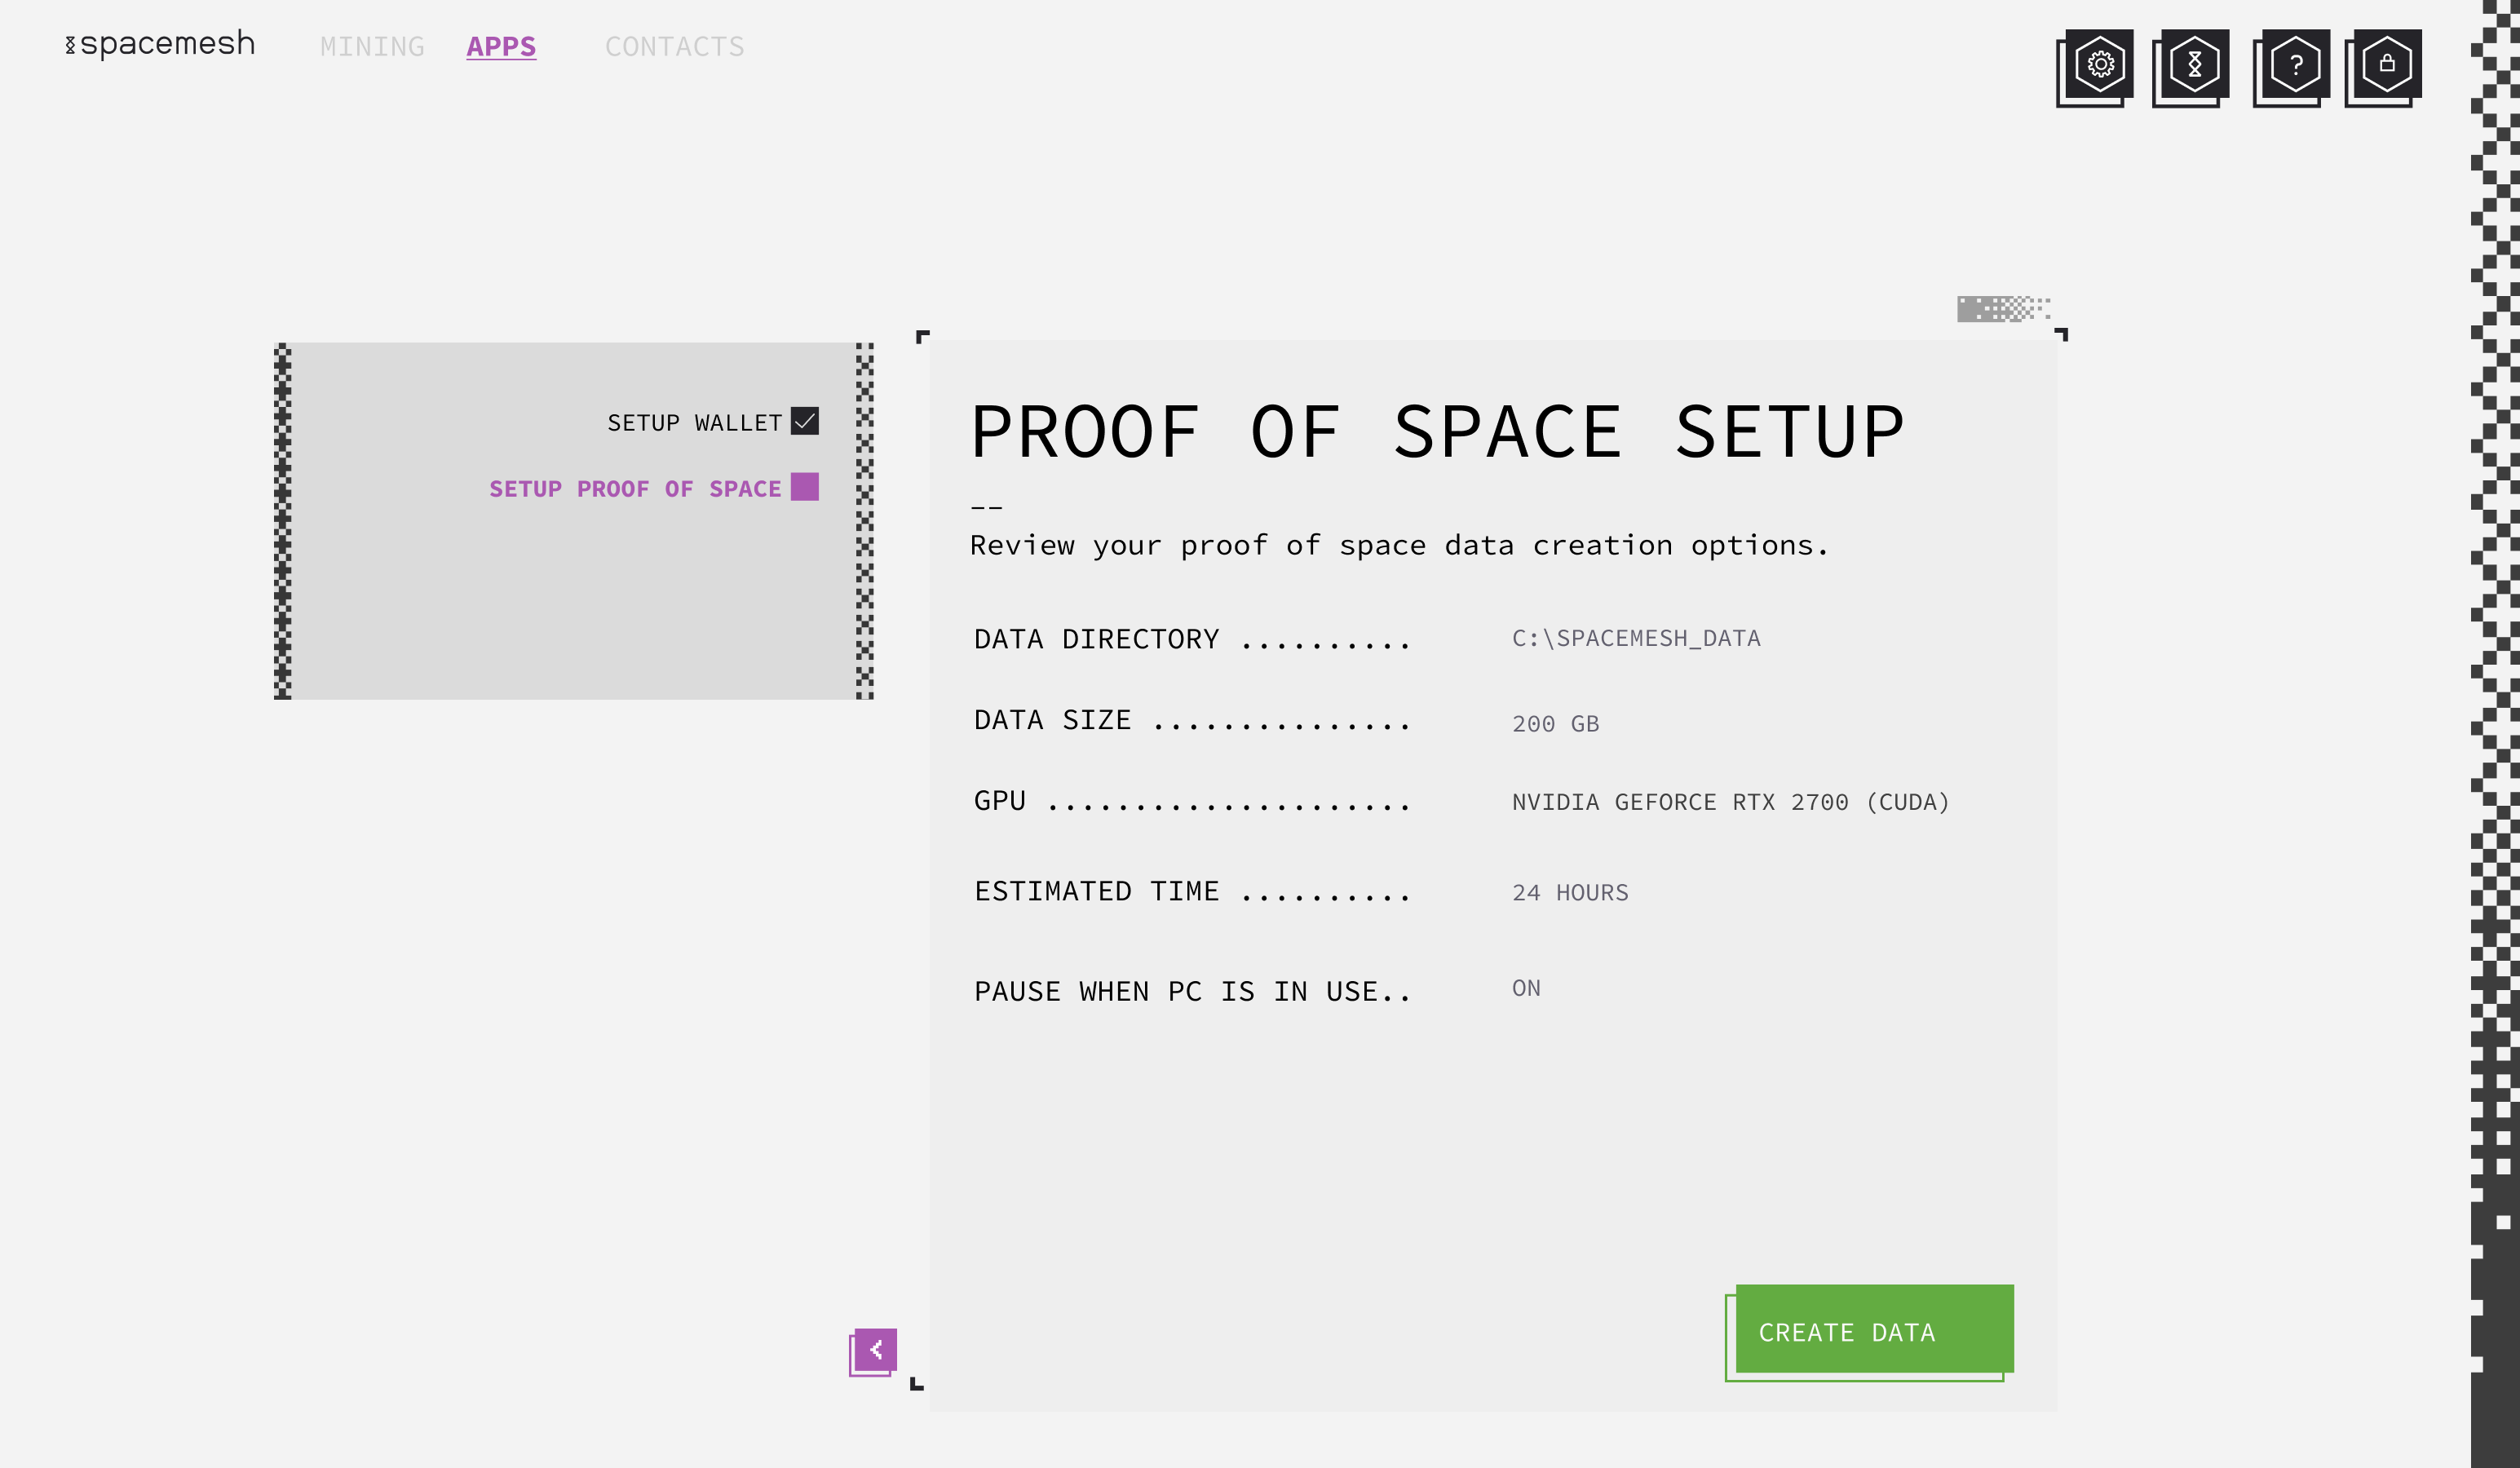 spacemesh
MINING APPS CONTACTS
?
SETUP WALLET
SETUP PROOF OF SPACE
PROOF OF SPACE SETUP
--
Review your proof of space data creation options.
DATA DIRECTORY .......... C:\SPACEMESH_DATA
DATA SIZE ............... 200 GB
GPU ..................... NVIDIA GEFORCE RTX 2700 (CUDA)
ESTIMATED TIME .......... 24 HOURS
PAUSE WHEN PC IS IN USE.. ON
CREATE DATA